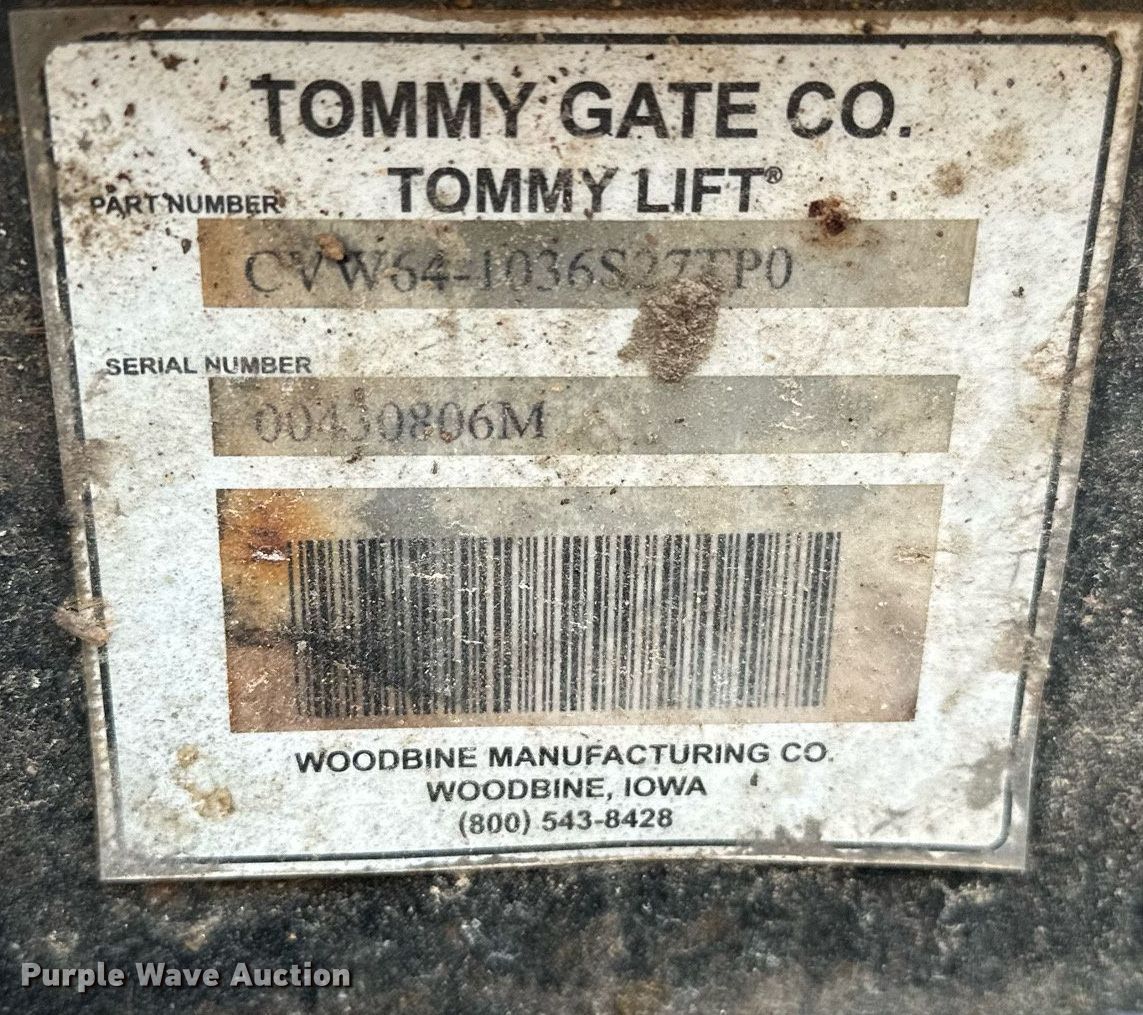 TOMMY GATE CO.
TOMMY LIFT®
PART NUMBER
CVW64-1036S27TP0
SERIAL NUMBER
00430806M
WOODBINE MANUFACTURING CO.
WOODBINE, IOWA
(800) 543-8428
Purple Wave Auction